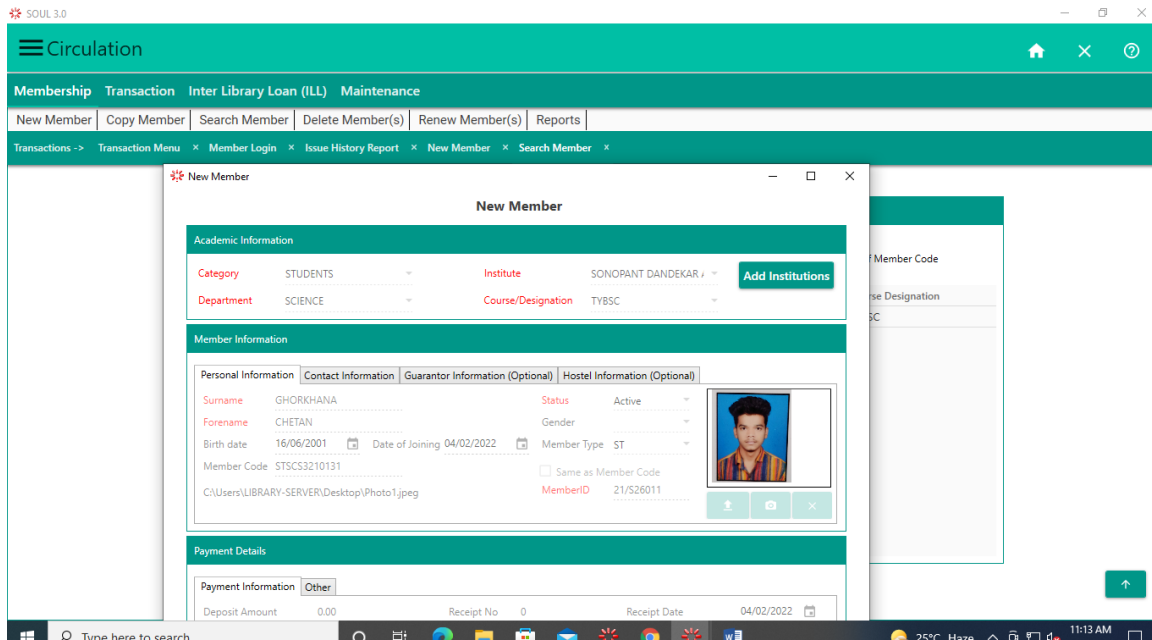 SOUL 3.0
Circulation
Membership Transaction Inter Library Loan (ILL) Maintenance
New Member Copy Member Search Member Delete Member(s) Renew Member(s) Reports
Transactions -> Transaction Menu × Member Login × Issue History Report × New Member × Search Member ×
New Member
New Member
Academic Information
Category STUDENTS Institute SONOPANT DANDEKAR Add Institutions
Department SCIENCE Course/Designation TYBSC
Member Code
Designation
Member Information
Personal Information Contact Information Guarantor Information (Optional) Hostel Information (Optional)
Surname GHORKHANA Status Active
Forename CHETAN Gender
Birth date 16/06/2001 Date of Joining 04/02/2022 Member Type ST
Member Code STSCS3210131 Same as Member Code
C:\Users\LIBRARY-SERVER\Desktop\Photo1.jpeg MemberID 21/S26011
Payment Details
Payment Information Other
Deposit Amount 0.00 Receipt No 0 Receipt Date 04/02/2022
Type here to search 25°C Haze 11:13 AM